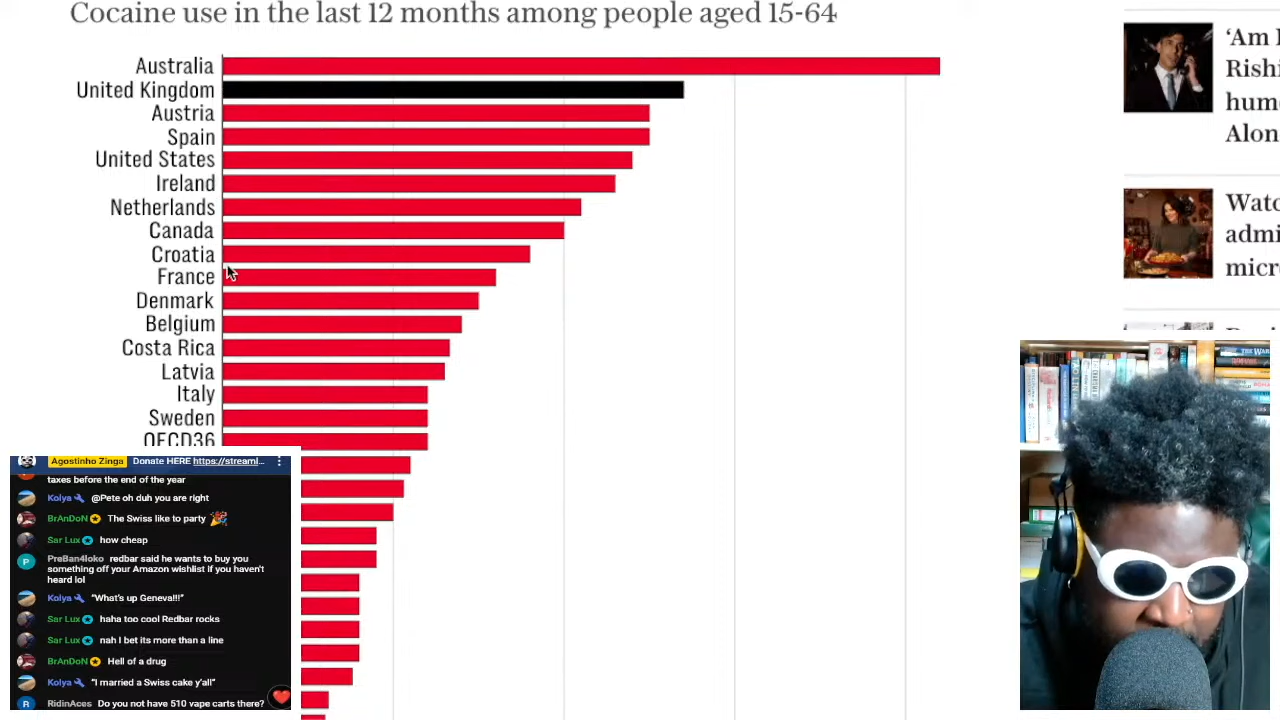 Cocaine use in the last 12 months among people aged 15-64
Australia
United Kingdom
Austria
Spain
United States
Ireland
Netherlands
Canada
Croatia
France
Denmark
Belgium
Costa Rica
Latvia
Italy
Sweden
OECD36
'Am I
Rishi
hum
Alon
Watc
admi
micr
THE WAR
Agostinho Zinga Donate HERE https://streaml...
taxes before the end of the year
Kolya @Pete oh duh you are right
BrAnDoN The Swiss like to party 🎉
Sar Lux how cheap
P PreBan4loko redbar said he wants to buy you
something off your Amazon wishlist if you haven't
heard lol
Kolya "What's up Geneva!!!"
Sar Lux haha too cool Redbar rocks
Sar Lux nah I bet its more than a line
BrAnDoN Hell of a drug
Kolya "I married a Swiss cake y'all"
R RidinAces Do you not have 510 vape carts there?